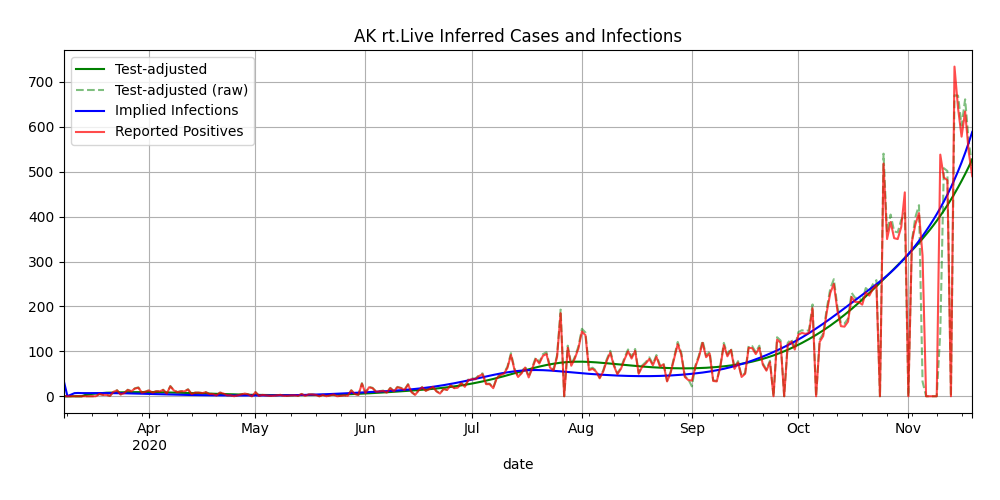 AK rt.Live Inferred Cases and Infections
Test-adjusted
Test-adjusted (raw)
Implied Infections
Reported Positives
700
600
500
400
300
200
100
0
Apr May Jun Jul Aug Sep Oct Nov
2020
date